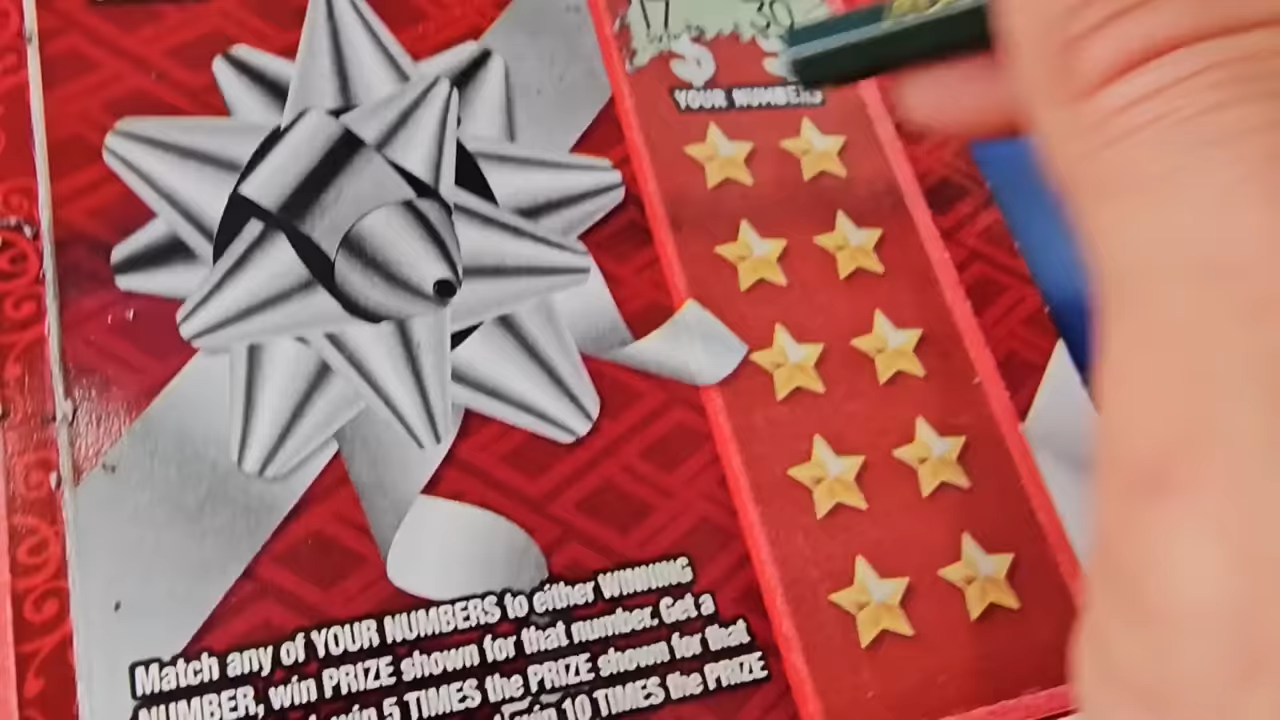 17 30
YOUR NUMBERS
Match any of YOUR NUMBERS to either WINNING
NUMBER, win PRIZE shown for that number. Get a
win 5 TIMES the PRIZE shown for that
win 10 TIMES the PRIZE